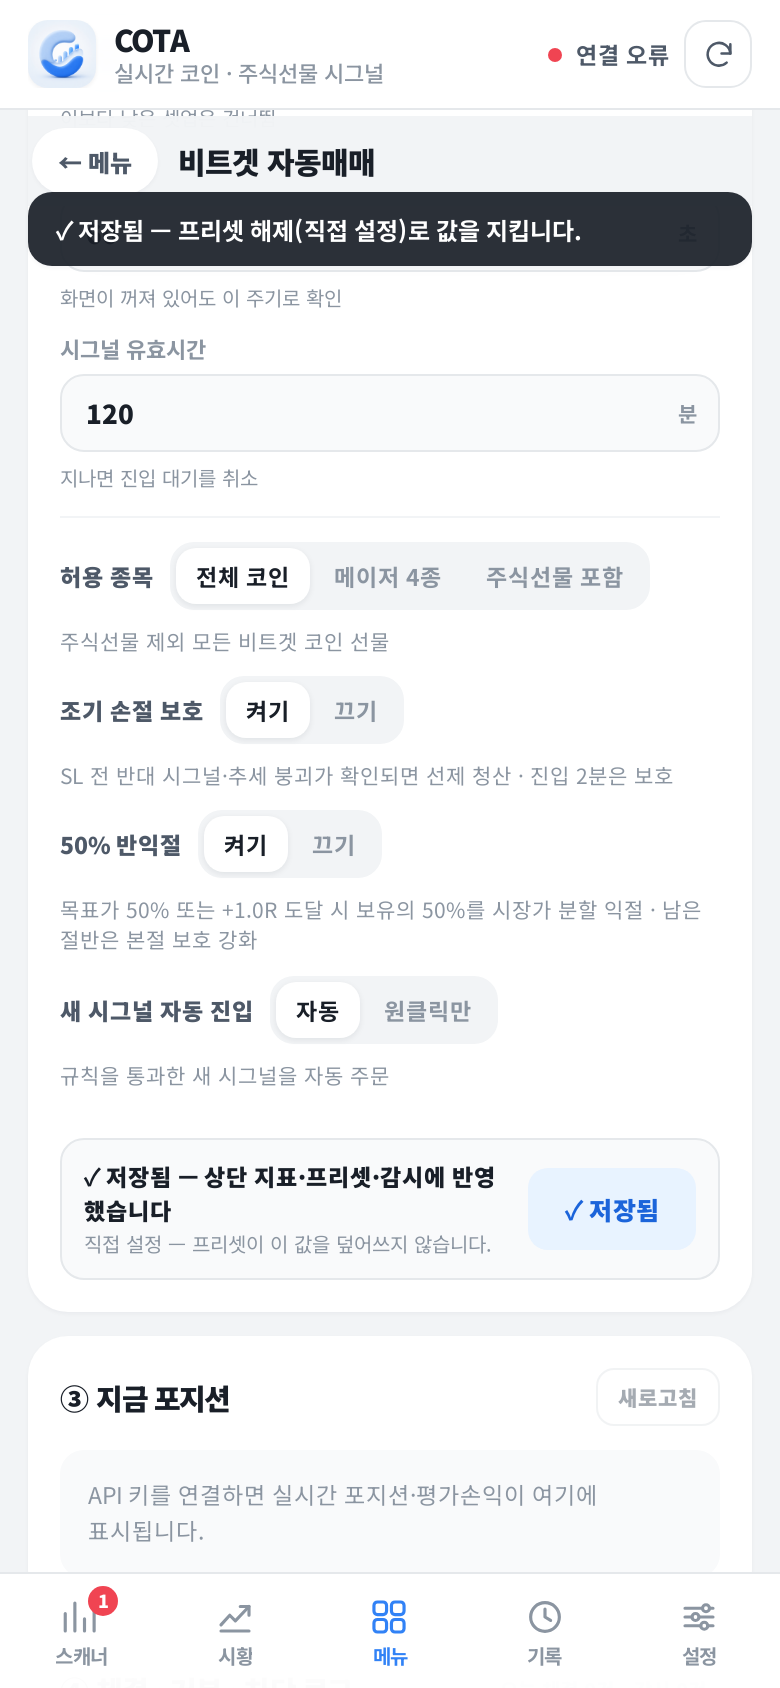 COTA
실시간 코인 · 주식선물 시그널
연결 오류
← 메뉴
비트겟 자동매매
✓ 저장됨 — 프리셋 해제(직접 설정)로 값을 지킵니다.
초
화면이 꺼져 있어도 이 주기로 확인
시그널 유효시간
120 분
지나면 진입 대기를 취소
허용 종목 전체 코인 메이저 4종 주식선물 포함
주식선물 제외 모든 비트겟 코인 선물
조기 손절 보호 켜기 끄기
SL 전 반대 시그널·추세 붕괴가 확인되면 선제 청산 · 진입 2분은 보호
50% 반익절 켜기 끄기
목표가 50% 또는 +1.0R 도달 시 보유의 50%를 시장가 분할 익절 · 남은
절반은 본절 보호 강화
새 시그널 자동 진입 자동 원클릭만
규칙을 통과한 새 시그널을 자동 주문
✓ 저장됨 — 상단 지표·프리셋·감시에 반영
했습니다
직접 설정 — 프리셋이 이 값을 덮어쓰지 않습니다.
✓ 저장됨
③ 지금 포지션
새로고침
API 키를 연결하면 실시간 포지션·평가손익이 여기에
표시됩니다.
1
스캐너 시황 메뉴 기록 설정